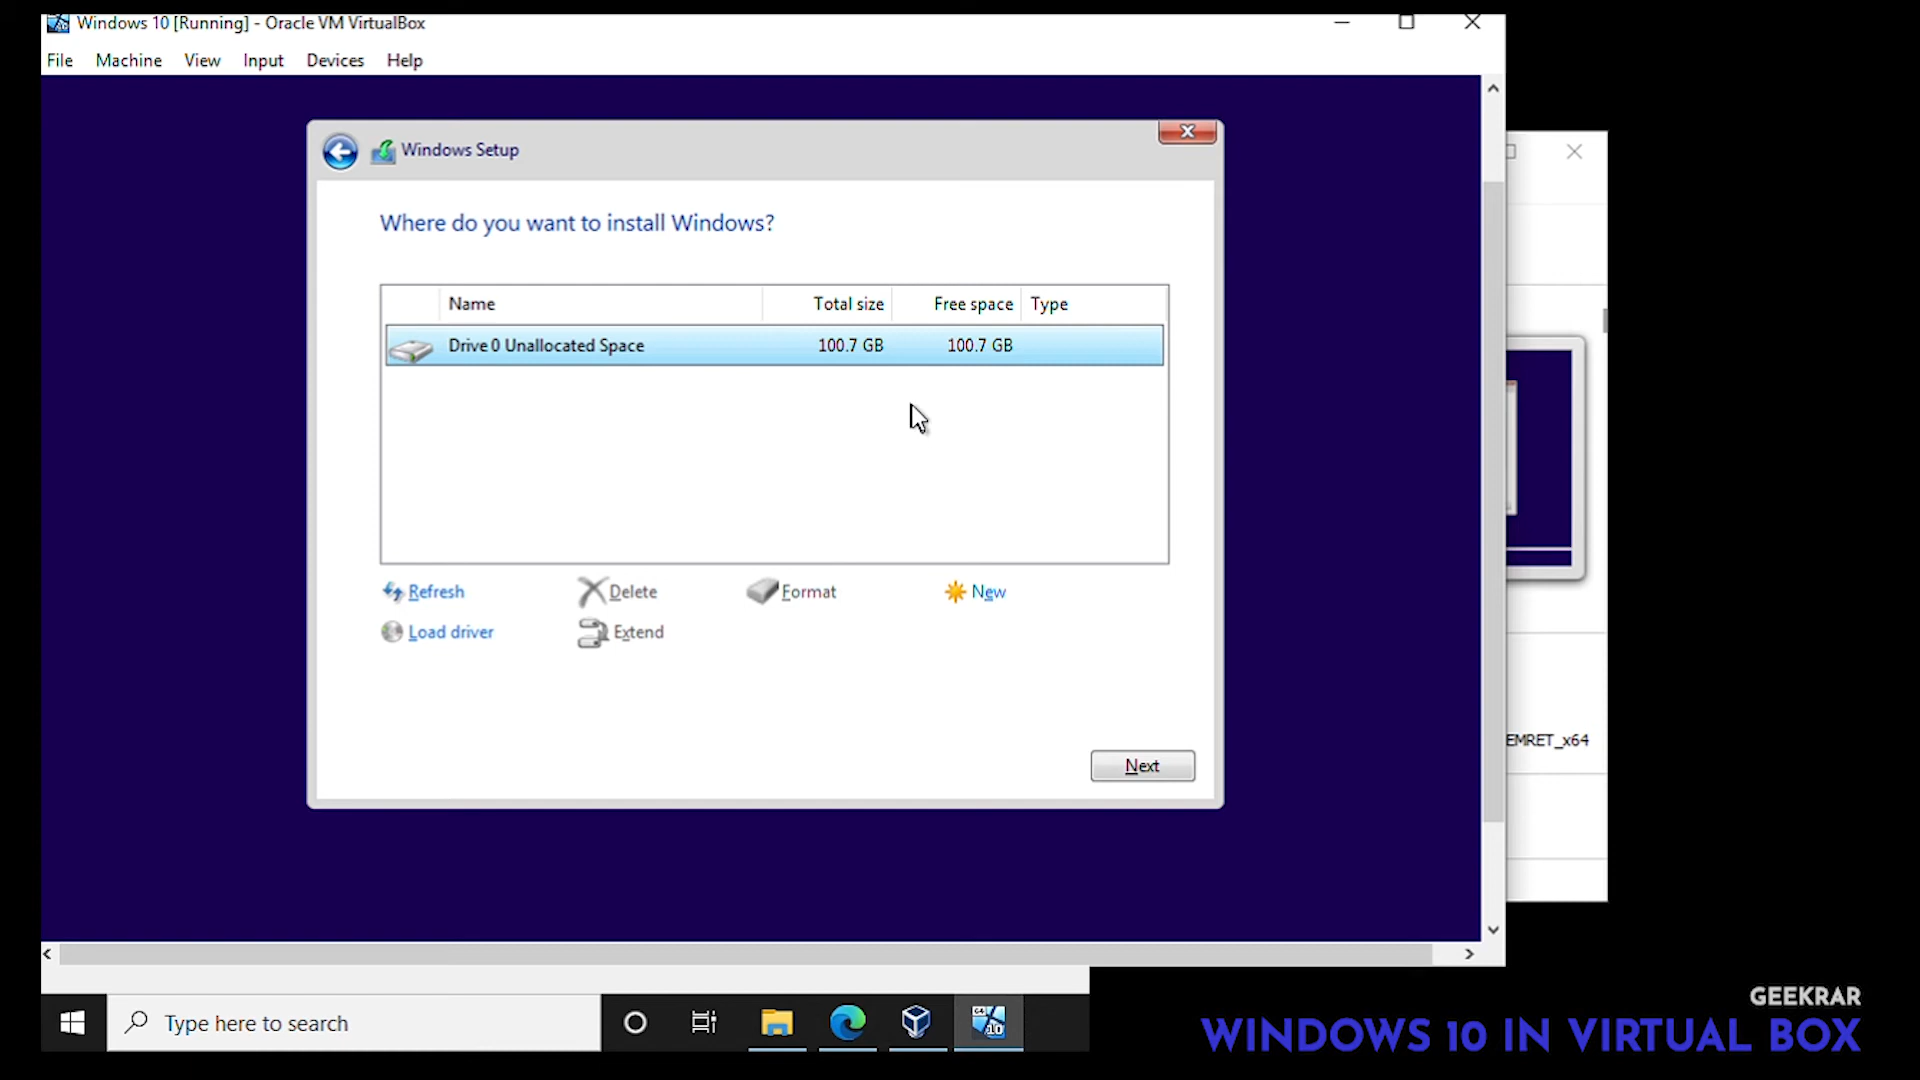 Windows 10 [Running] - Oracle VM VirtualBox
File Machine View Input Devices Help
Windows Setup
Where do you want to install Windows?
Name Total size Free space Type
Drive 0 Unallocated Space 100.7 GB 100.7 GB
Refresh Delete Format New
Load driver Extend
EMRET_x64
Next
Type here to search
GEEKRAR
WINDOWS 10 IN VIRTUAL BOX